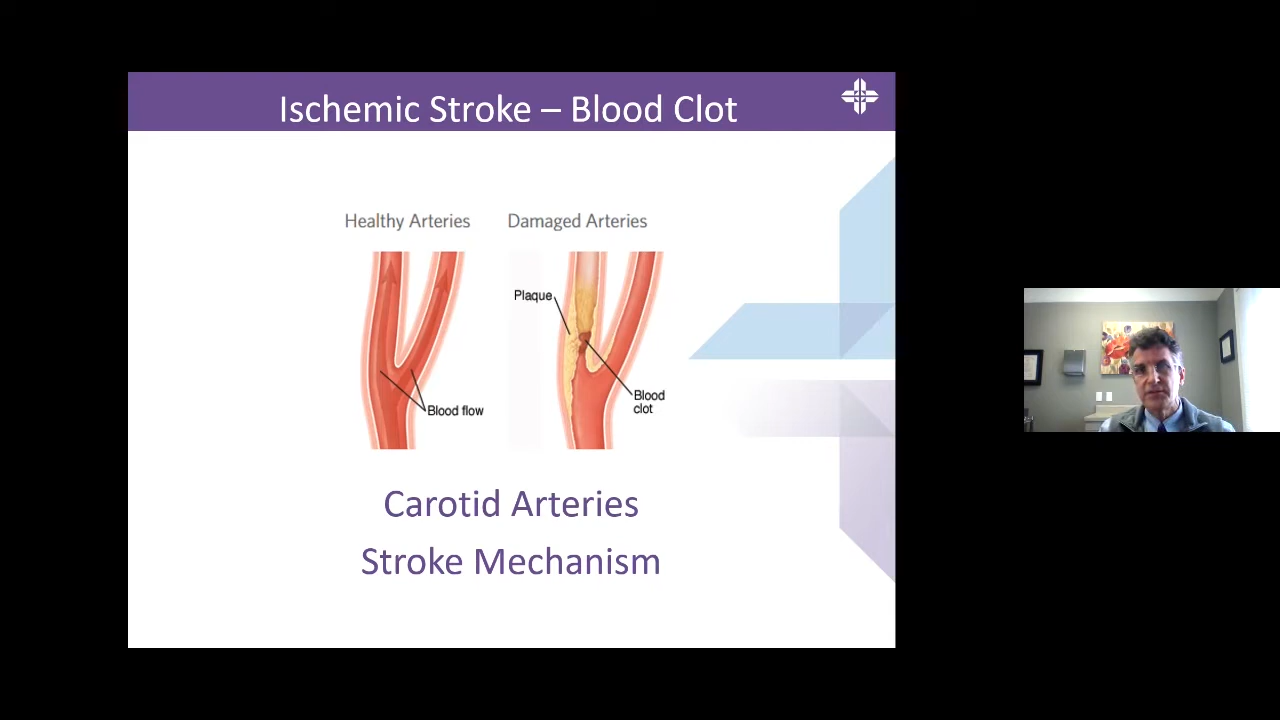 Ischemic Stroke – Blood Clot
Healthy Arteries
Damaged Arteries
Plaque
Blood
clot
Blood flow
Carotid Arteries
Stroke Mechanism